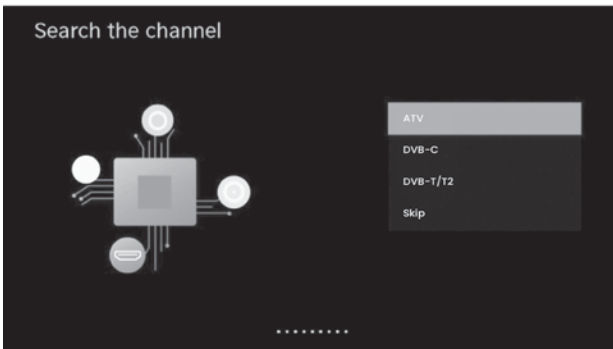 Search the channel
ATV
DVB-C
DVB-T/T2
Skip